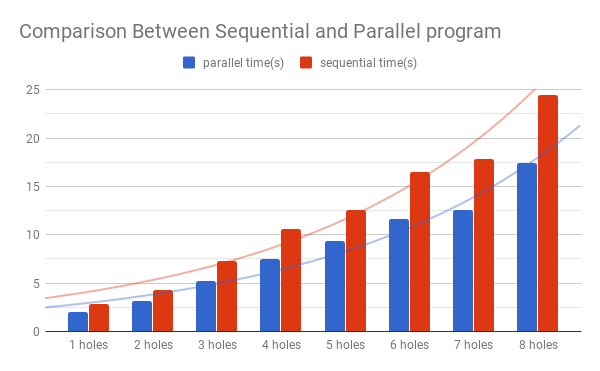 Comparison Between Sequential and Parallel program
parallel time(s) sequential time(s)
25
20
15
10
5
0
1 holes 2 holes 3 holes 4 holes 5 holes 6 holes 7 holes 8 holes